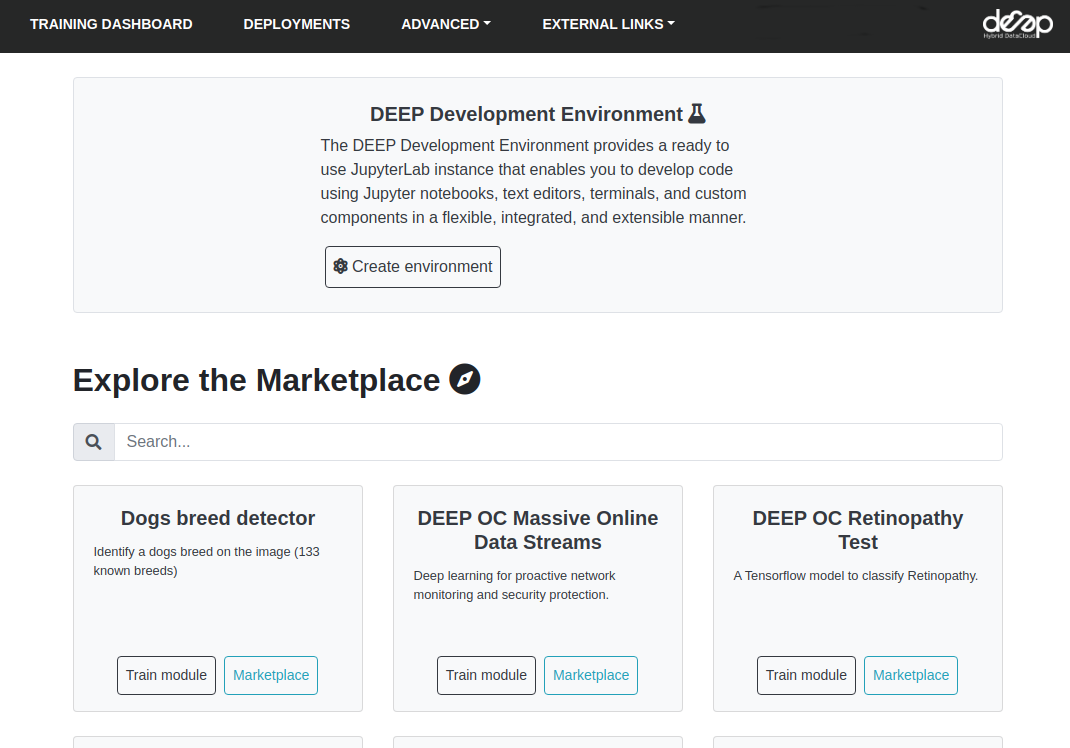 TRAINING DASHBOARD
DEPLOYMENTS
ADVANCED
EXTERNAL LINKS
deep
Hybrid DataCloud
DEEP Development Environment
The DEEP Development Environment provides a ready to
use JupyterLab instance that enables you to develop code
using Jupyter notebooks, text editors, terminals, and custom
components in a flexible, integrated, and extensible manner.
Create environment
Explore the Marketplace
Search...
Dogs breed detector
Identify a dogs breed on the image (133
known breeds)
Train module
Marketplace
DEEP OC Massive Online
Data Streams
Deep learning for proactive network
monitoring and security protection.
Train module
Marketplace
DEEP OC Retinopathy
Test
A Tensorflow model to classify Retinopathy.
Train module
Marketplace